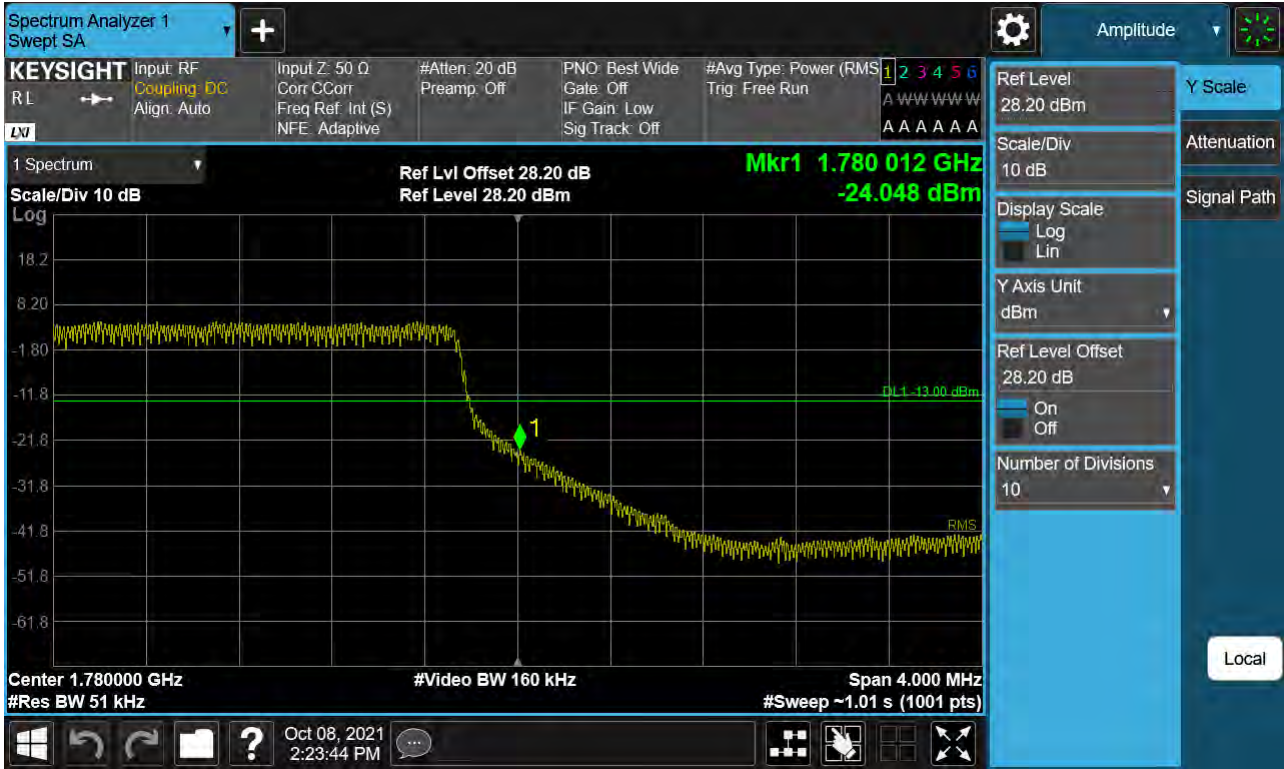 Spectrum Analyzer 1
Swept SA
+
Amplitude
KEYSIGHT
R L
LXI
Input: RF
Coupling: DC
Align: Auto
Input Z: 50 Ω
Corr CCorr
Freq Ref: Int (S)
NFE: Adaptive
#Atten: 20 dB
Preamp: Off
PNO: Best Wide
Gate: Off
IF Gain: Low
Sig Track: Off
#Avg Type: Power (RMS
Trig: Free Run
1 2 3 4 5 6
A W W W W W
A A A A A A
1 Spectrum
Scale/Div 10 dB
Log
Ref Lvl Offset 28.20 dB
Ref Level 28.20 dBm
Mkr1 1.780 012 GHz
-24.048 dBm
18.2
8.20
-1.80
-11.8
DL1 -13.00 dBm
1
-21.8
-31.8
-41.8
RMS
-51.8
-61.8
Center 1.780000 GHz
#Video BW 160 kHz
Span 4.000 MHz
#Res BW 51 kHz
#Sweep ~1.01 s (1001 pts)
Ref Level
28.20 dBm
Scale/Div
10 dB
Display Scale
Log
Lin
Y Axis Unit
dBm
Ref Level Offset
28.20 dB
On
Off
Number of Divisions
10
Y Scale
Attenuation
Signal Path
Local
?
Oct 08, 2021
2:23:44 PM